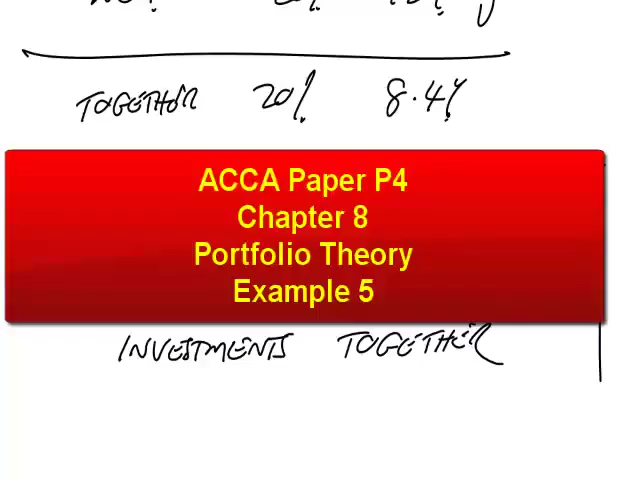 TOGETHER 20% 8.4%
ACCA Paper P4
Chapter 8
Portfolio Theory
Example 5
INVESTMENTS TOGETHER